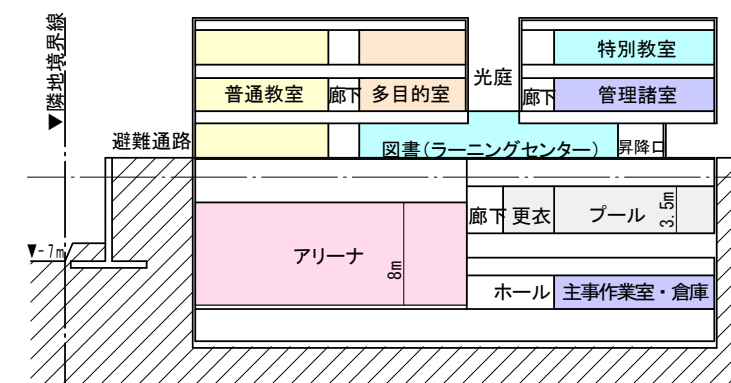 ▼隣地境界線
特別教室
光庭
普通教室
廊下
多目的室
廊下
管理諸室
避難通路
図書(ラーニングセンター)
昇降口
廊下
更衣
プール
3.5m
▼-7m
アリーナ
8m
ホール
主事作業室・倉庫